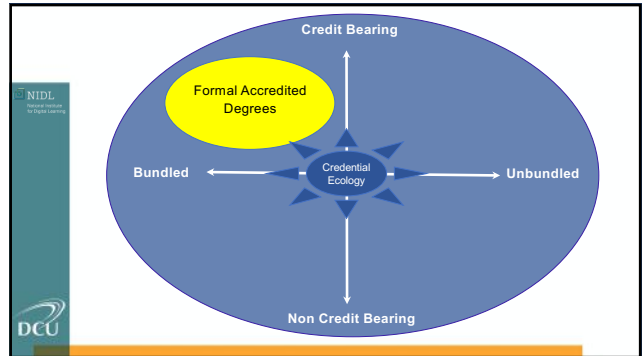 Credit Bearing
Formal Accredited
Degrees
NIDL
National Institute
for Digital Learning
Credential
Ecology
Bundled
Unbundled
Non Credit Bearing
DCU